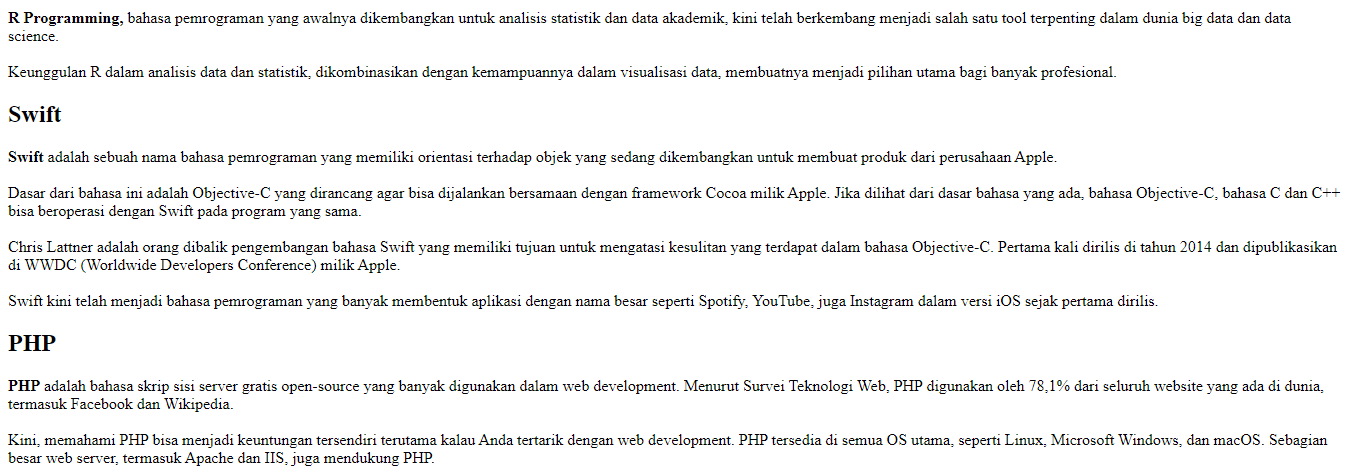 R Programming, bahasa pemrograman yang awalnya dikembangkan untuk analisis statistik dan data akademik, kini telah berkembang menjadi salah satu tool terpenting dalam dunia big data dan data
science.
Keunggulan R dalam analisis data dan statistik, dikombinasikan dengan kemampuannya dalam visualisasi data, membuatnya menjadi pilihan utama bagi banyak profesional.
Swift
Swift adalah sebuah nama bahasa pemrograman yang memiliki orientasi terhadap objek yang sedang dikembangkan untuk membuat produk dari perusahaan Apple.
Dasar dari bahasa ini adalah Objective-C yang dirancang agar bisa dijalankan bersamaan dengan framework Cocoa milik Apple. Jika dilihat dari dasar bahasa yang ada, bahasa Objective-C, bahasa C dan C++
bisa beroperasi dengan Swift pada program yang sama.
Chris Lattner adalah orang dibalik pengembangan bahasa Swift yang memiliki tujuan untuk mengatasi kesulitan yang terdapat dalam bahasa Objective-C. Pertama kali dirilis di tahun 2014 dan dipublikasikan
di WWDC (Worldwide Developers Conference) milik Apple.
Swift kini telah menjadi bahasa pemrograman yang banyak membentuk aplikasi dengan nama besar seperti Spotify, YouTube, juga Instagram dalam versi iOS sejak pertama dirilis.
PHP
PHP adalah bahasa skrip sisi server gratis open-source yang banyak digunakan dalam web development. Menurut Survei Teknologi Web, PHP digunakan oleh 78,1% dari seluruh website yang ada di dunia,
termasuk Facebook dan Wikipedia.
Kini, memahami PHP bisa menjadi keuntungan tersendiri terutama kalau Anda tertarik dengan web development. PHP tersedia di semua OS utama, seperti Linux, Microsoft Windows, dan macOS. Sebagian
besar web server, termasuk Apache dan IIS, juga mendukung PHP.